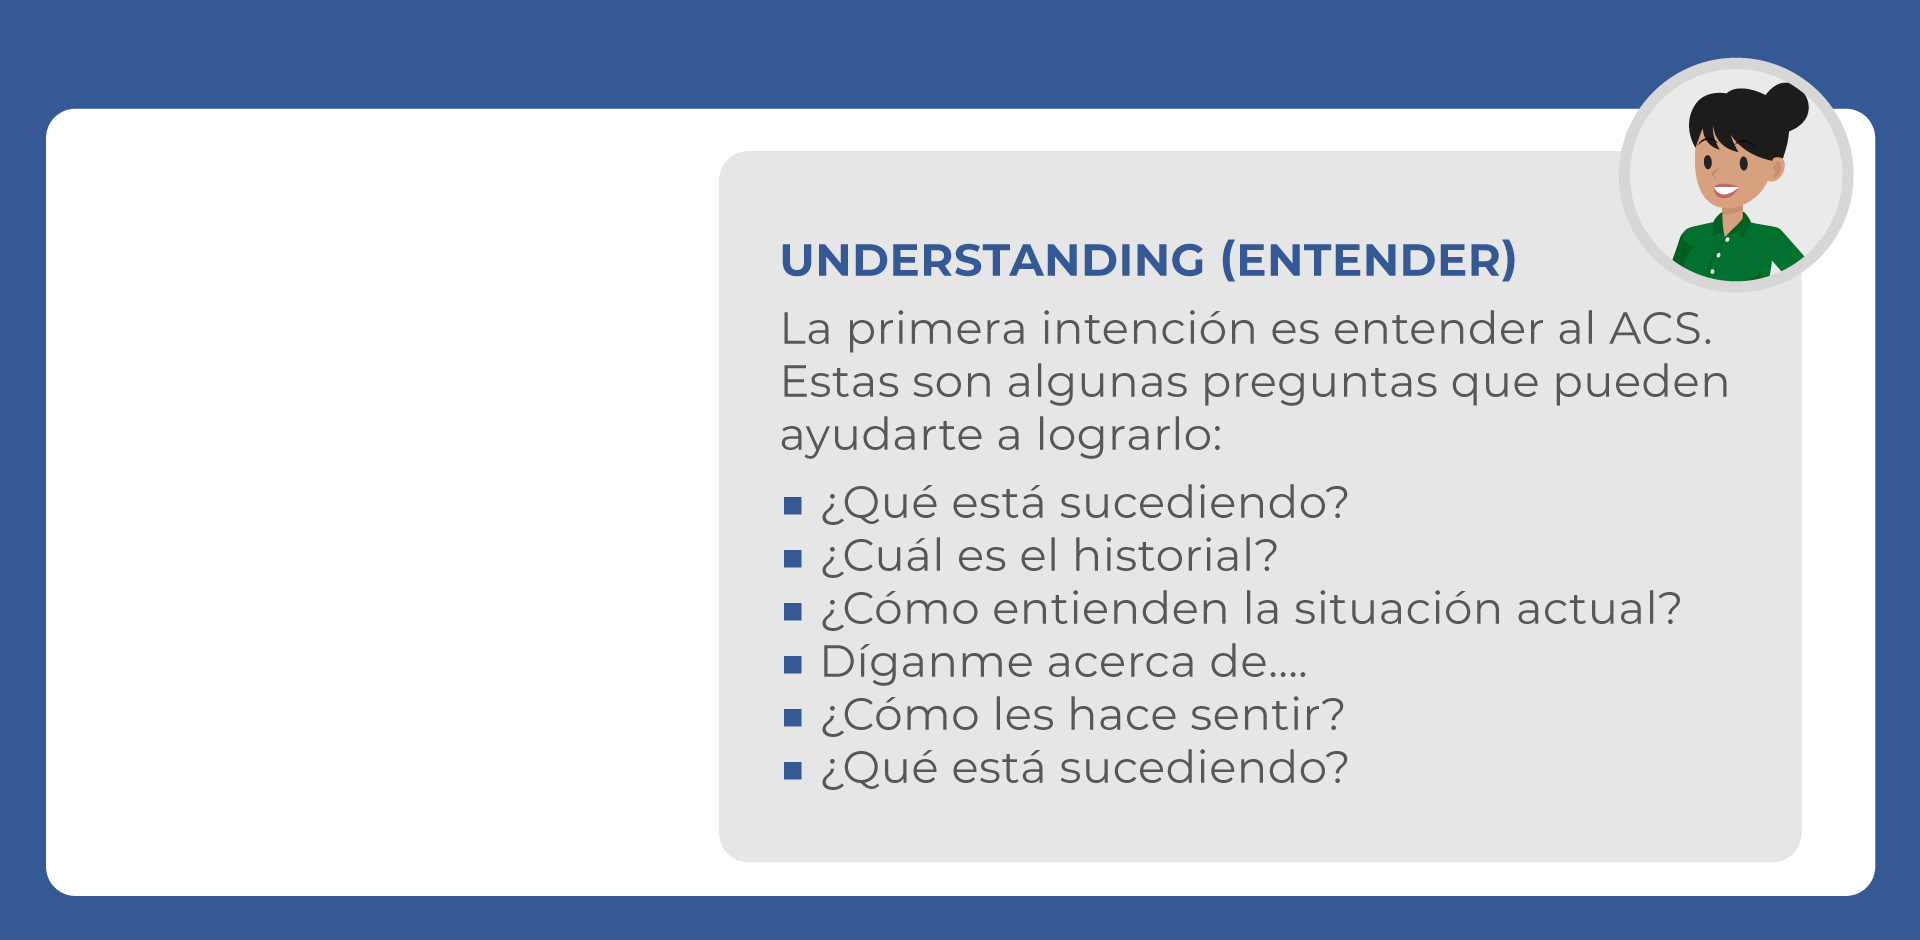 UNDERSTANDING (ENTENDER)
La primera intención es entender al ACS.
Estas son algunas preguntas que pueden
ayudarte a lograrlo:
¿Qué está sucediendo?
¿Cuál es el historial?
¿Cómo entienden la situación actual?
Díganme acerca de....
¿Cómo les hace sentir?
¿Qué está sucediendo?